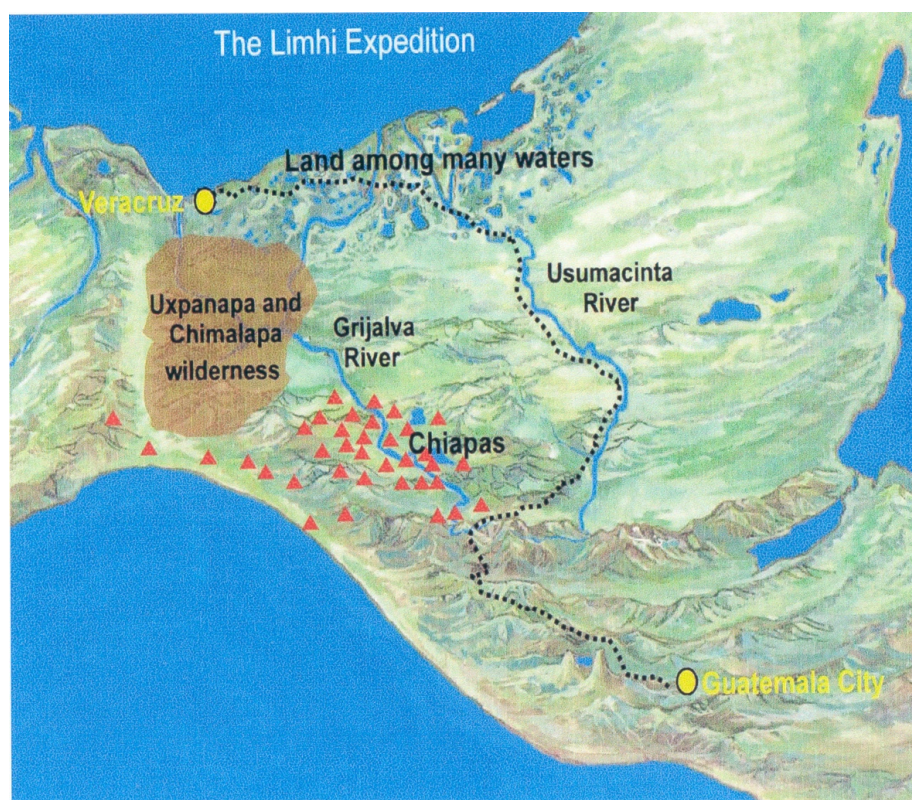 The Limhi Expedition
Land among many waters
Veracruz
Usumacinta
River
Uxpanapa and
Chimalapa
wilderness
Grijalva
River
Chiapas
Guatemala City